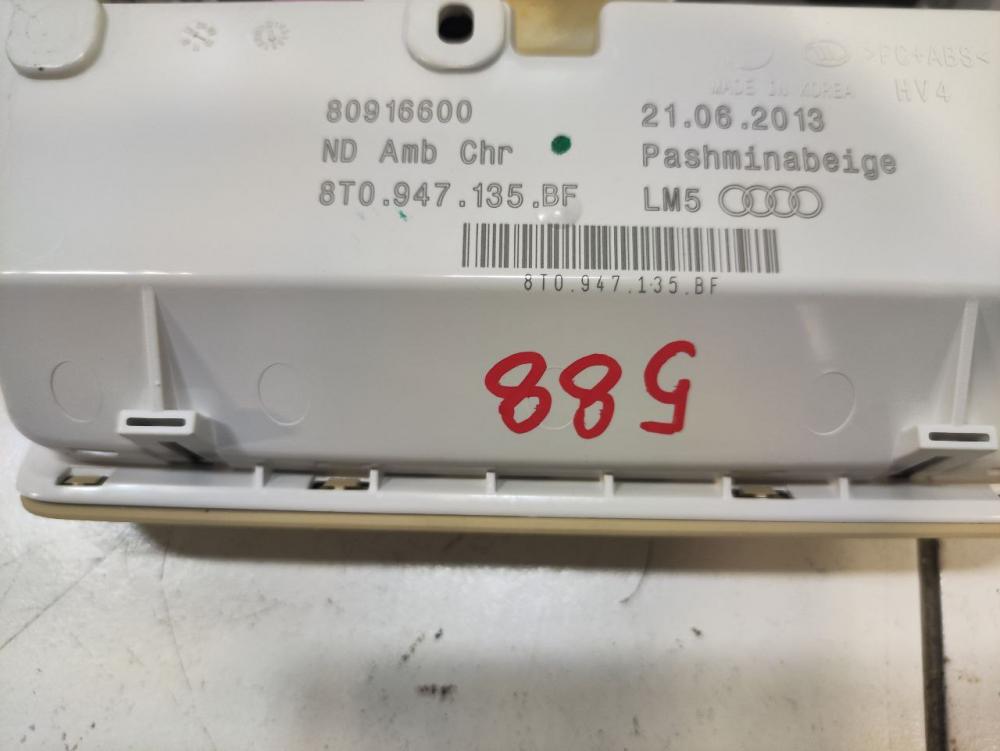 >PC+ABS<
MADE IN KOREA
HV4
80916600
21.06.2013
ND Amb Chr
Pashminabeige
8T0.947.135.BF
LM5
8T0.947.135.BF
588